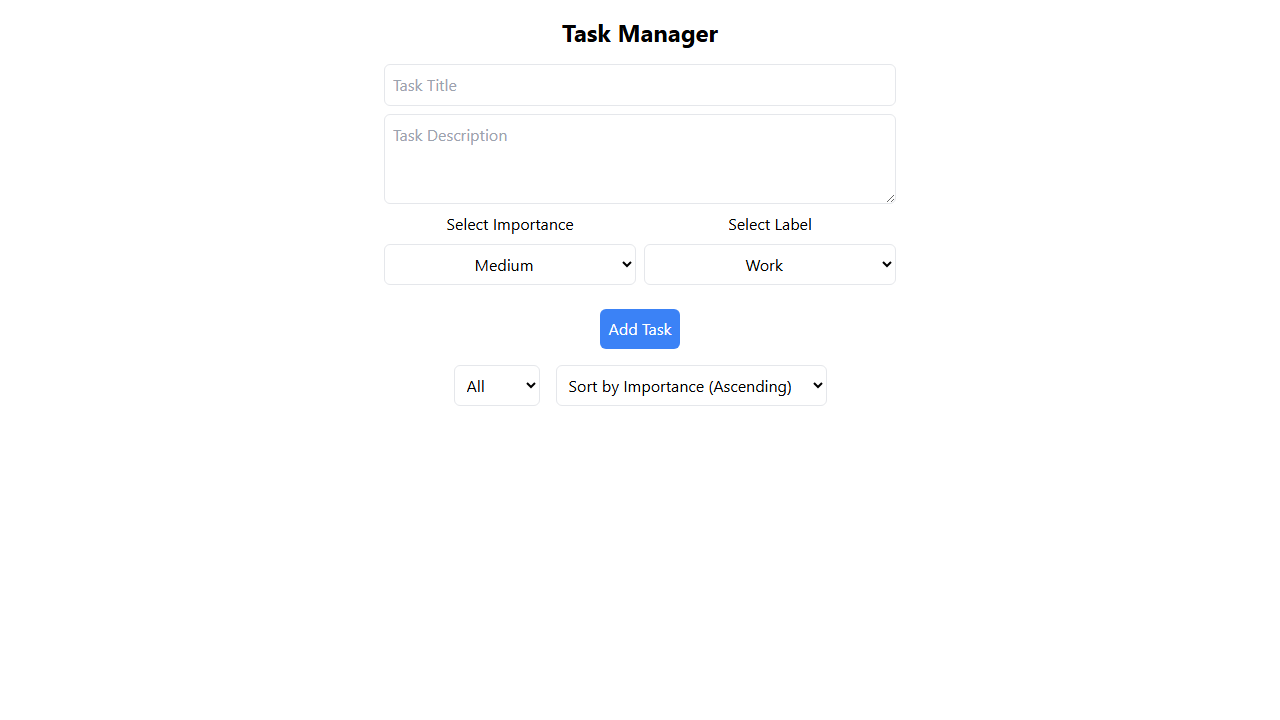 Task Manager
Task Title
Task Description
Select Importance Select Label
Medium Work
Add Task
All Sort by Importance (Ascending)